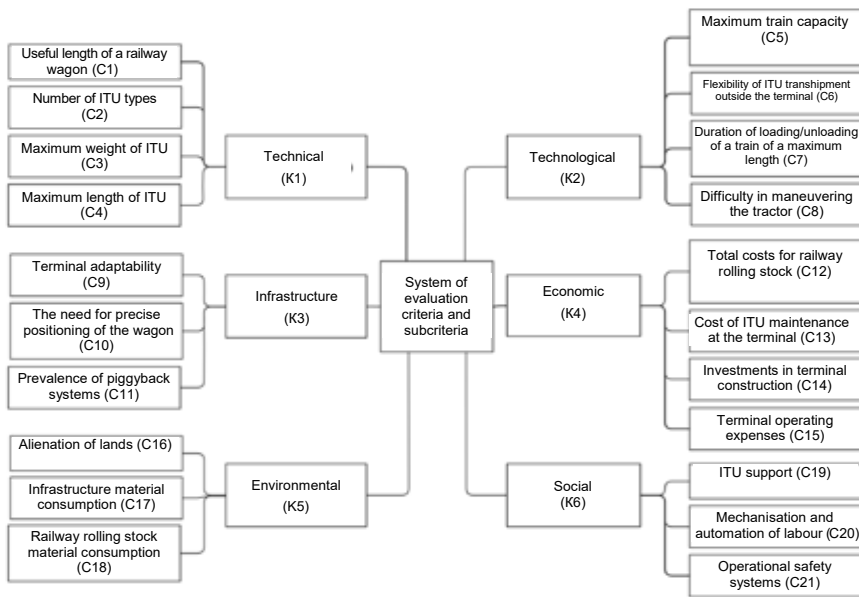 Useful length of a railway
wagon (C1)
Number of ITU types
(C2)
Maximum weight of ITU
(C3)
Maximum length of ITU
(C4)
Technical
(K1)
Terminal adaptability
(C9)
The need for precise
positioning of the wagon
(C10)
Prevalence of piggyback
systems (C11)
Infrastructure
(K3)
Alienation of lands (C16)
Infrastructure material
consumption (C17)
Railway rolling stock
material consumption
(C18)
Environmental
(K5)
System of
evaluation
criteria and
subcriteria
Technological
(K2)
Maximum train capacity
(C5)
Flexibility of ITU transhipment
outside the terminal (C6)
Duration of loading/unloading
of a train of a maximum
length (C7)
Difficulty in maneuvering
the tractor (C8)
Economic
(K4)
Total costs for railway
rolling stock (C12)
Cost of ITU maintenance
at the terminal (C13)
Investments in terminal
construction (C14)
Terminal operating
expenses (C15)
Social
(K6)
ITU support (C19)
Mechanisation and
automation of labour (C20)
Operational safety
systems (C21)